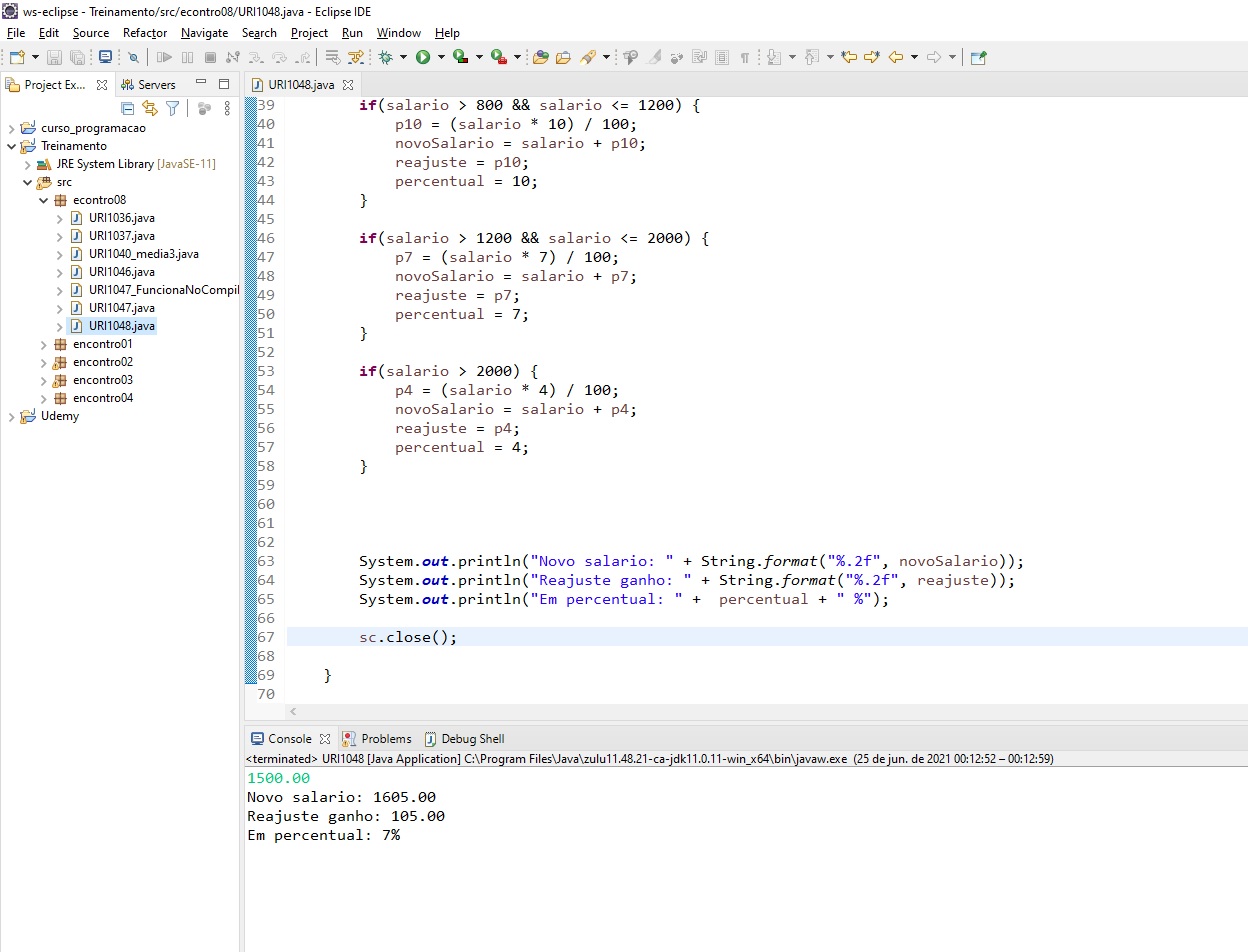 ws-eclipse - Treinamento/src/econtro08/URI1048.java - Eclipse IDE
File Edit Source Refactor Navigate Search Project Run Window Help
Project Ex... Servers
curso_programacao
Treinamento
JRE System Library [JavaSE-11]
src
econtro08
URI1036.java
URI1037.java
URI1040_media3.java
URI1046.java
URI1047_FuncionaNoCompil
URI1047.java
URI1048.java
encontro01
encontro02
encontro03
encontro04
Udemy
URI1048.java
39 if(salario > 800 && salario <= 1200) {
40 p10 = (salario * 10) / 100;
41 novoSalario = salario + p10;
42 reajuste = p10;
43 percentual = 10;
44 }
45
46 if(salario > 1200 && salario <= 2000) {
47 p7 = (salario * 7) / 100;
48 novoSalario = salario + p7;
49 reajuste = p7;
50 percentual = 7;
51 }
52
53 if(salario > 2000) {
54 p4 = (salario * 4) / 100;
55 novoSalario = salario + p4;
56 reajuste = p4;
57 percentual = 4;
58 }
59
60
61
62
63 System.out.println("Novo salario: " + String.format("%.2f", novoSalario));
64 System.out.println("Reajuste ganho: " + String.format("%.2f", reajuste));
65 System.out.println("Em percentual: " +  percentual + " %");
66
67 sc.close();
68
69 }
70
Console Problems Debug Shell
<terminated> URI1048 [Java Application] C:\Program Files\Java\zulu11.48.21-ca-jdk11.0.11-win_x64\bin\javaw.exe (25 de jun. de 2021 00:12:52 – 00:12:59)
1500.00
Novo salario: 1605.00
Reajuste ganho: 105.00
Em percentual: 7%